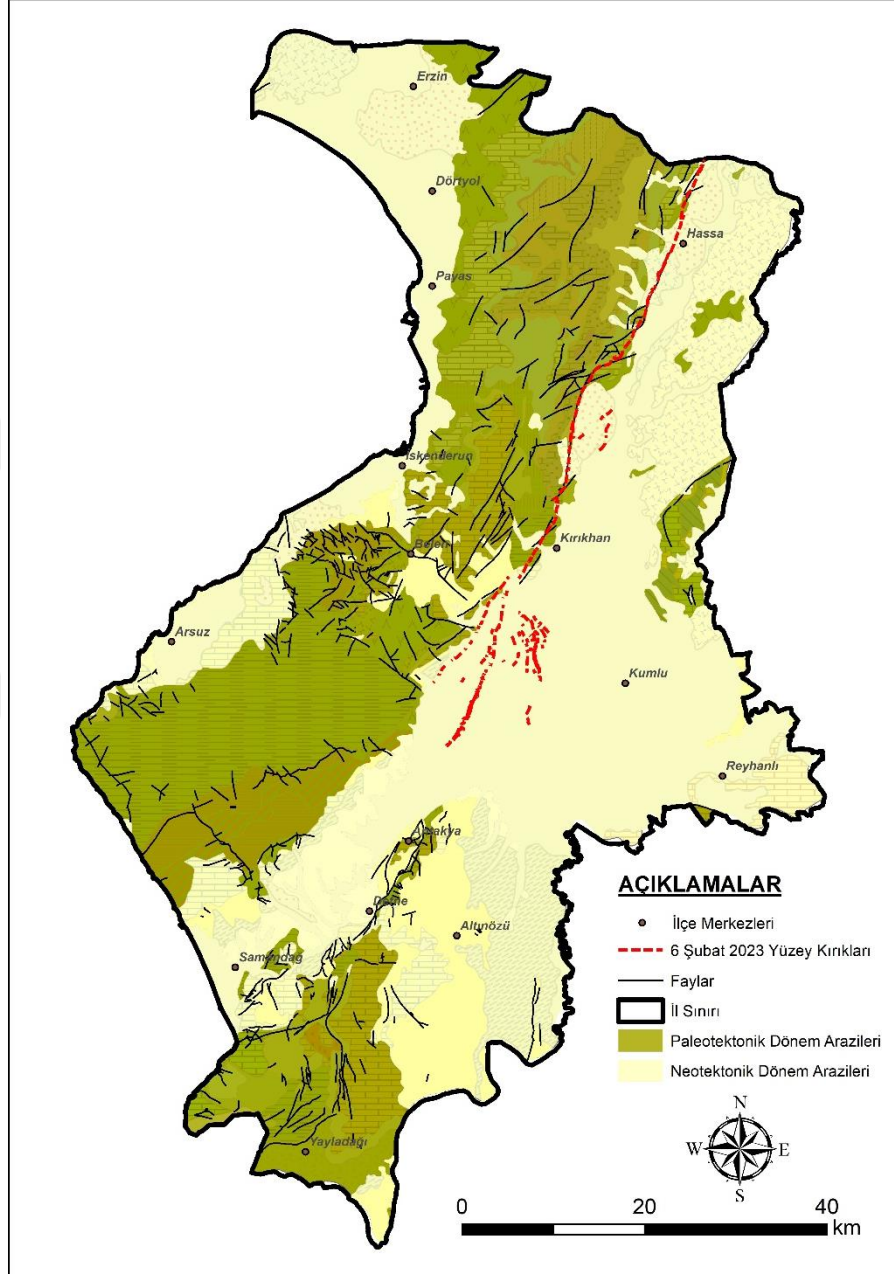 Erzin
Dörtyol
Hassa
Payas
İskenderun
Belen
Kırıkhan
Arsuz
Kumlu
Reyhanlı
Antakya
Defne
Altınözü
Samandağ
Yayladağı
AÇIKLAMALAR
İlçe Merkezleri
6 Şubat 2023 Yüzey Kırıkları
Faylar
İl Sınırı
Paleotektonik Dönem Arazileri
Neotektonik Dönem Arazileri
N
W E
S
0 20 40
km